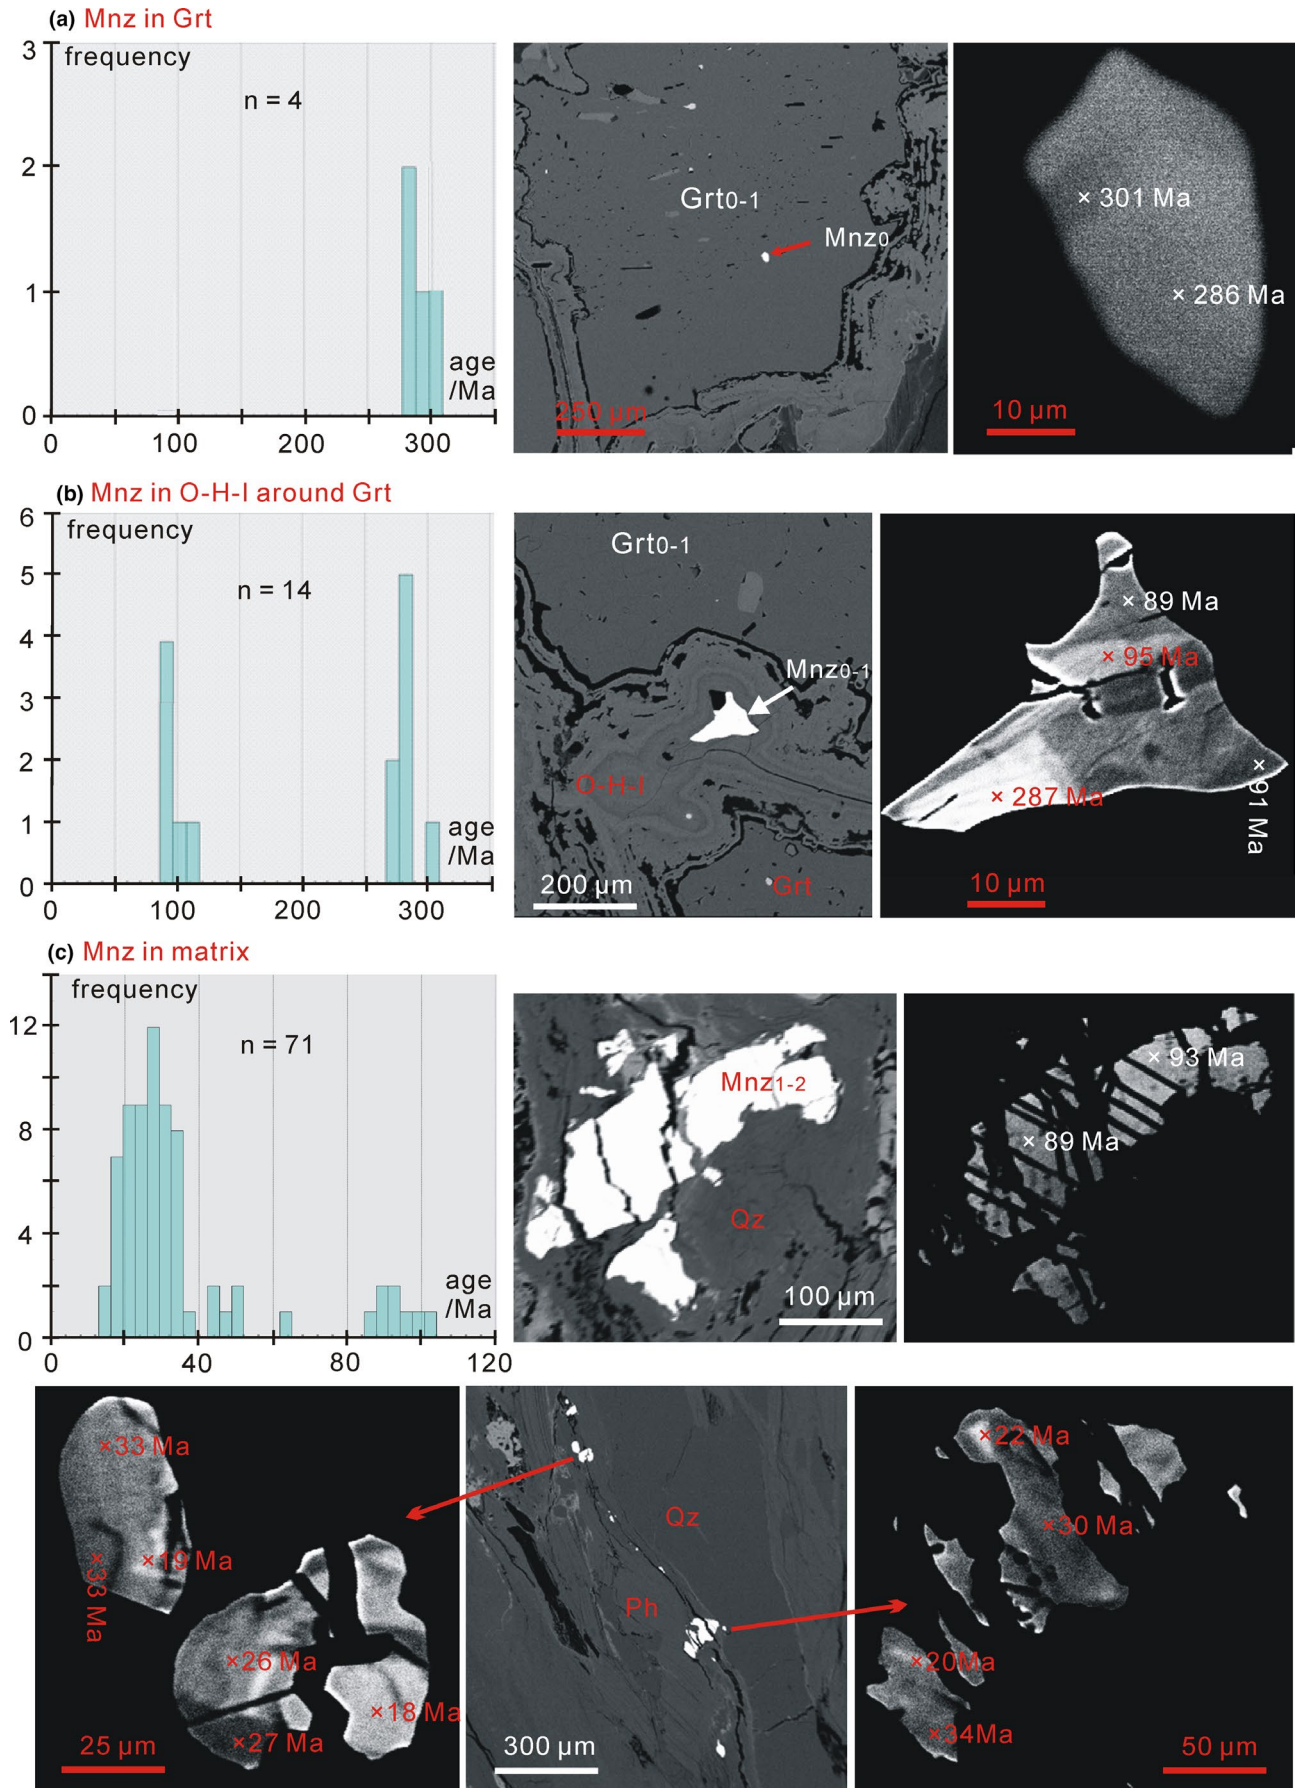 (a) Mnz in Grt
3
frequency
n = 4
2
1
age
/Ma
0
0
100
200
300
Grt0-1
Mnz0
250 µm
× 301 Ma
× 286 Ma
10 µm
(b) Mnz in O-H-I around Grt
6
frequency
5
n = 14
4
3
2
1
age
/Ma
0
0
100
200
300
Grt0-1
Mnz0-1
O-H-I
Grt
200 µm
× 89 Ma
× 95 Ma
× 287 Ma
×91 Ma
10 µm
(c) Mnz in matrix
frequency
12
n = 71
8
4
age
/Ma
0
0
40
80
120
Mnz1-2
Qz
100 µm
× 93 Ma
× 89 Ma
×33 Ma
×19 Ma
×33 Ma
×26 Ma
×18 Ma
×27 Ma
25 µm
Qz
Ph
300 µm
×22 Ma
×30 Ma
×20Ma
×34Ma
50 µm